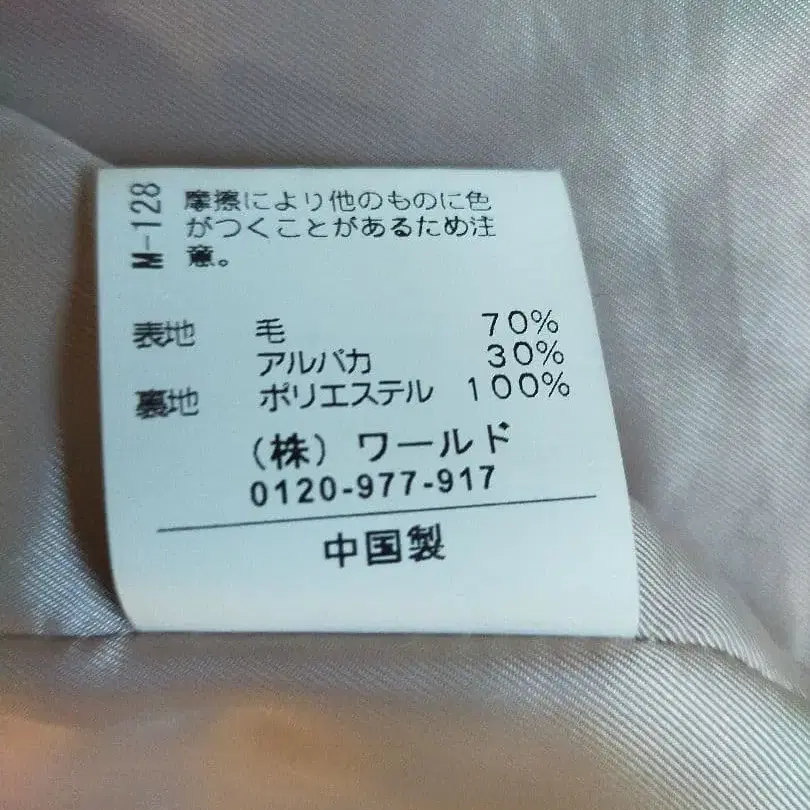 M-128
摩擦により他のものに色
がつくことがあるため注
意。
表地 毛 70%
アルパカ 30%
裏地 ポリエステル 100%
(株) ワールド
0120-977-917
中国製